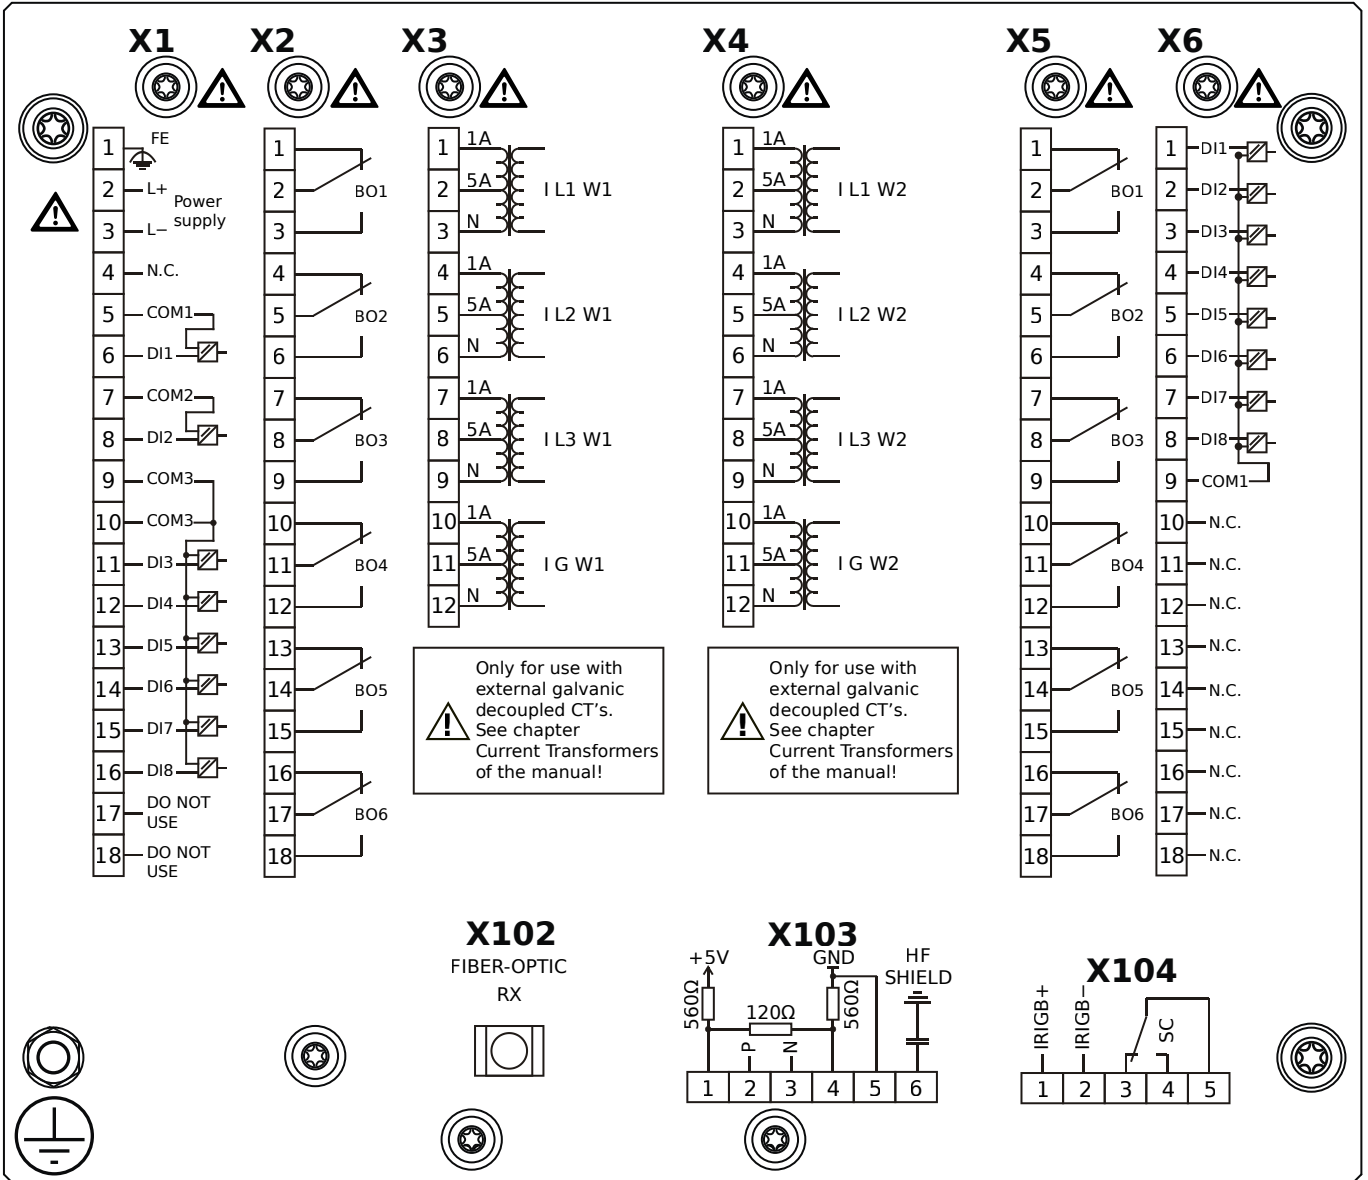 X1
X2
X3
X4
X5
X6
1 FE
2 L+
Power
supply
3 L−
4 N.C.
5 COM1
6 DI1
7 COM2
8 DI2
9 COM3
10 COM3
11 DI3
12 DI4
13 DI5
14 DI6
15 DI7
16 DI8
17 DO NOT
USE
18 DO NOT
USE
1
2 BO1
3
4
5 BO2
6
7
8 BO3
9
10
11 BO4
12
13
14 BO5
15
16
17 BO6
18
1 1A
2 5A I L1 W1
3 N
4 1A
5 5A I L2 W1
6 N
7 1A
8 5A I L3 W1
9 N
10 1A
11 5A I G W1
12 N
Only for use with
external galvanic
decoupled CT's.
See chapter
Current Transformers
of the manual!
1 1A
2 5A I L1 W2
3 N
4 1A
5 5A I L2 W2
6 N
7 1A
8 5A I L3 W2
9 N
10 1A
11 5A I G W2
12 N
Only for use with
external galvanic
decoupled CT's.
See chapter
Current Transformers
of the manual!
1
2 BO1
3
4
5 BO2
6
7
8 BO3
9
10
11 BO4
12
13
14 BO5
15
16
17 BO6
18
1 DI1
2 DI2
3 DI3
4 DI4
5 DI5
6 DI6
7 DI7
8 DI8
9 COM1
10 N.C.
11 N.C.
12 N.C.
13 N.C.
14 N.C.
15 N.C.
16 N.C.
17 N.C.
18 N.C.
X102
FIBER-OPTIC
RX
X103
+5V GND HF
SHIELD
560Ω 120Ω 560Ω
P N
1 2 3 4 5 6
X104
IRIGB+ IRIGB− SC
1 2 3 4 5